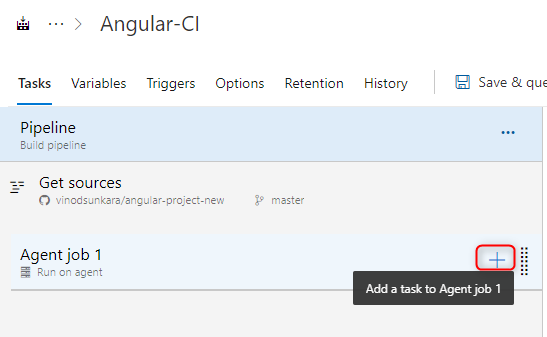 ··· > Angular-CI
Tasks Variables Triggers Options Retention History Save & que
Pipeline ···
Build pipeline
Get sources
vinodsunkara/angular-project-new master
Agent job 1
Run on agent
Add a task to Agent job 1